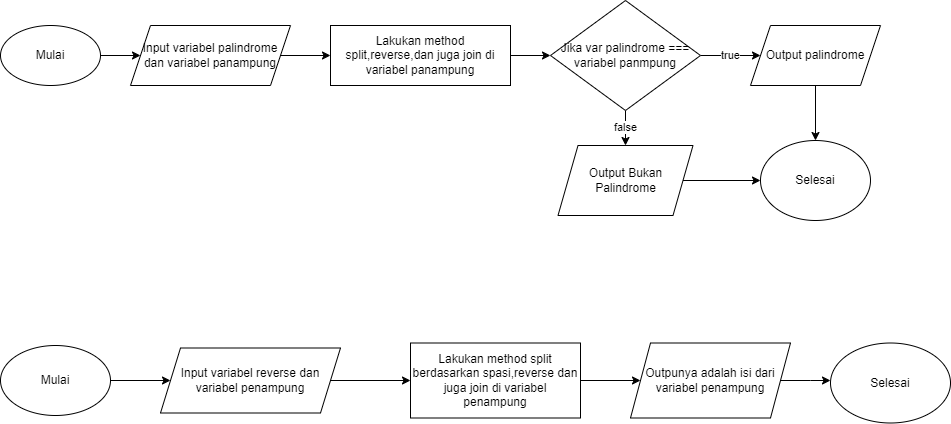 Mulai
Input variabel palindrome
dan variabel panampung
Lakukan method
split,reverse,dan juga join di
variabel panampung
Jika var palindrome ===
variabel panmpung
true
Output palindrome
false
Output Bukan
Palindrome
Selesai
Mulai
Input variabel reverse dan
variabel penampung
Lakukan method split
berdasarkan spasi,reverse dan
juga join di variabel
penampung
Outpunya adalah isi dari
variabel penampung
Selesai